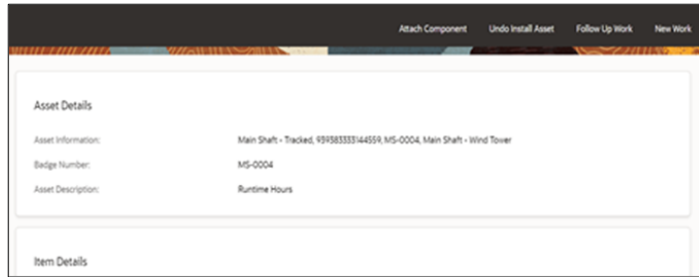 Attach Component Undo Install Asset Follow Up Work New Work
Asset Details
Asset Information: Main Shaft - Tracked, 939383333144559, MS-0004, Main Shaft - Wind Tower
Badge Number: MS-0004
Asset Description: Runtime Hours
Item Details